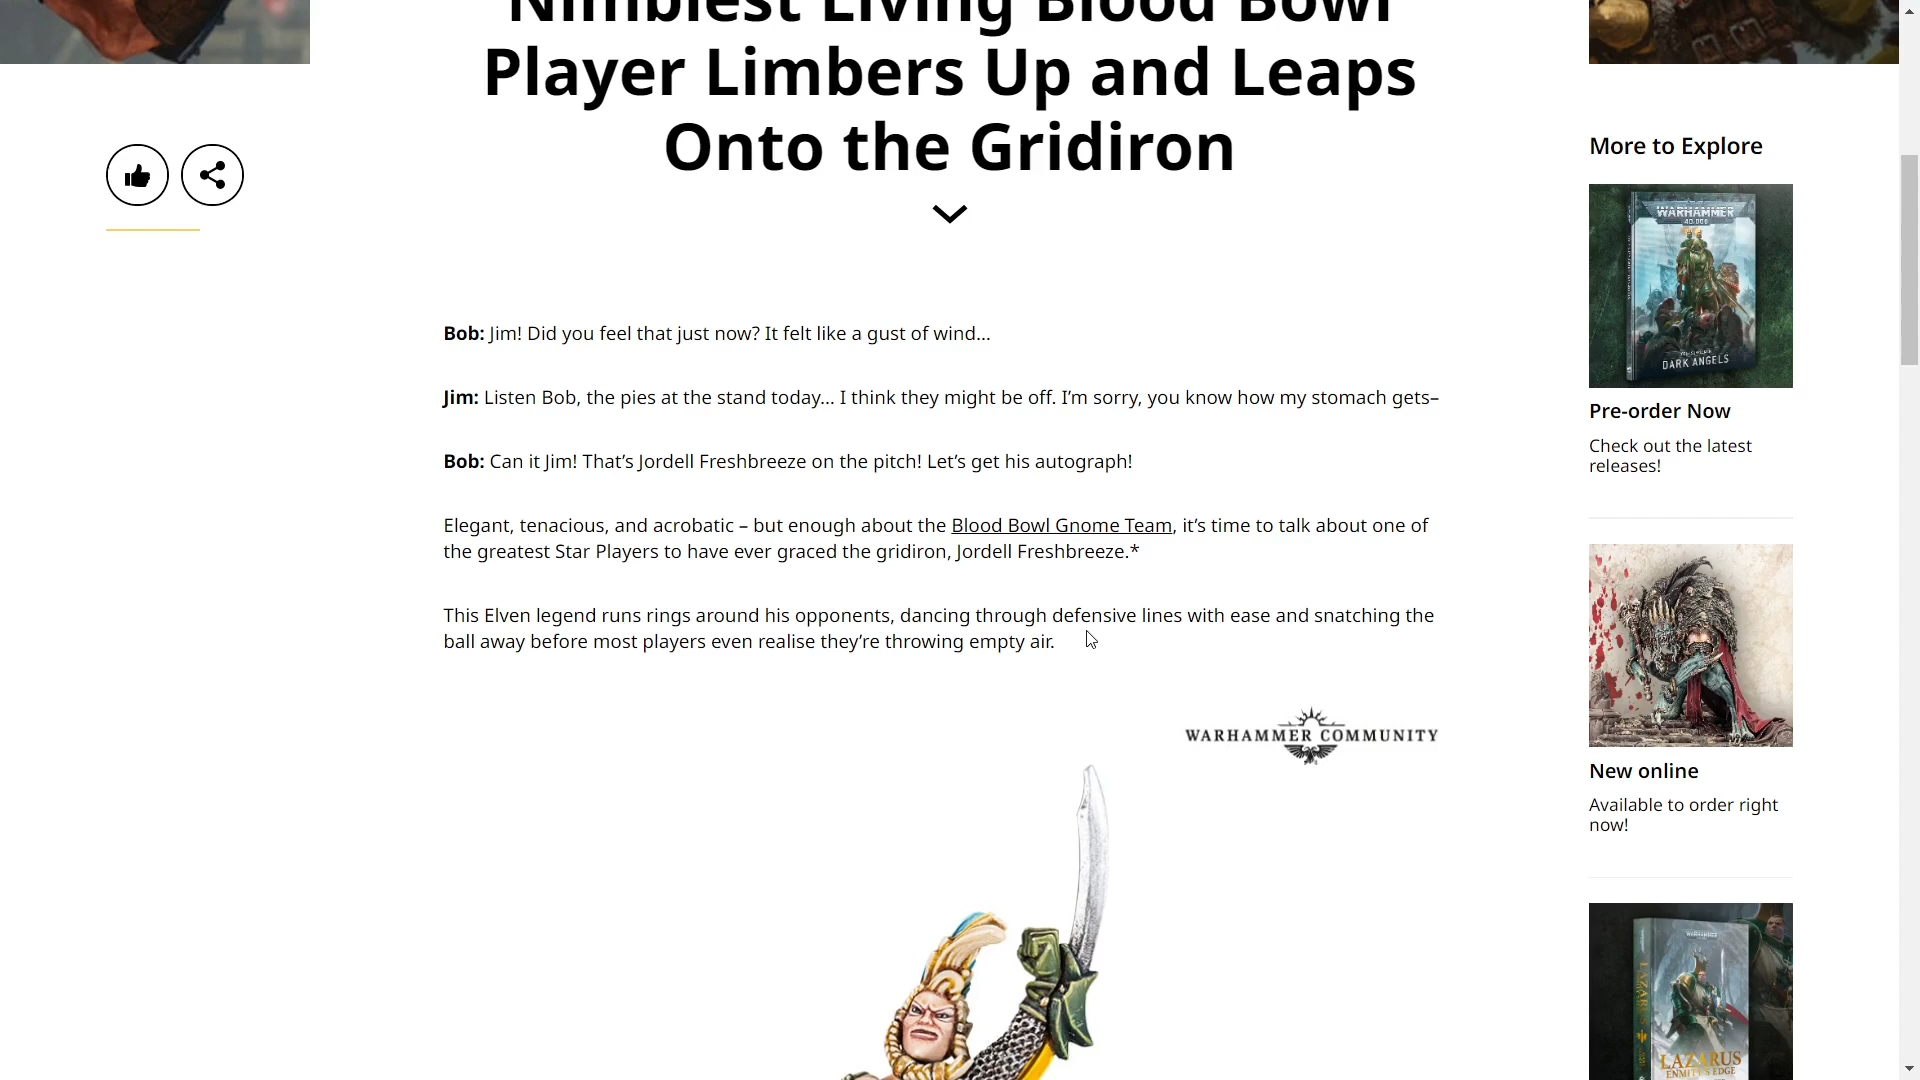 Nimblest Living Blood Bowl
Player Limbers Up and Leaps
Onto the Gridiron
Bob: Jim! Did you feel that just now? It felt like a gust of wind…
Jim: Listen Bob, the pies at the stand today… I think they might be off. I’m sorry, you know how my stomach gets–
Bob: Can it Jim! That’s Jordell Freshbreeze on the pitch! Let’s get his autograph!
Elegant, tenacious, and acrobatic – but enough about the Blood Bowl Gnome Team, it’s time to talk about one of
the greatest Star Players to have ever graced the gridiron, Jordell Freshbreeze.*
This Elven legend runs rings around his opponents, dancing through defensive lines with ease and snatching the
ball away before most players even realise they’re throwing empty air.
WARHAMMER COMMUNITY
More to Explore
WARHAMMER
40,000
DARK ANGELS
Pre-order Now
Check out the latest
releases!
New online
Available to order right
now!
WARHAMMER
LAZARUS
LAZARUS
ENMITY'S EDGE